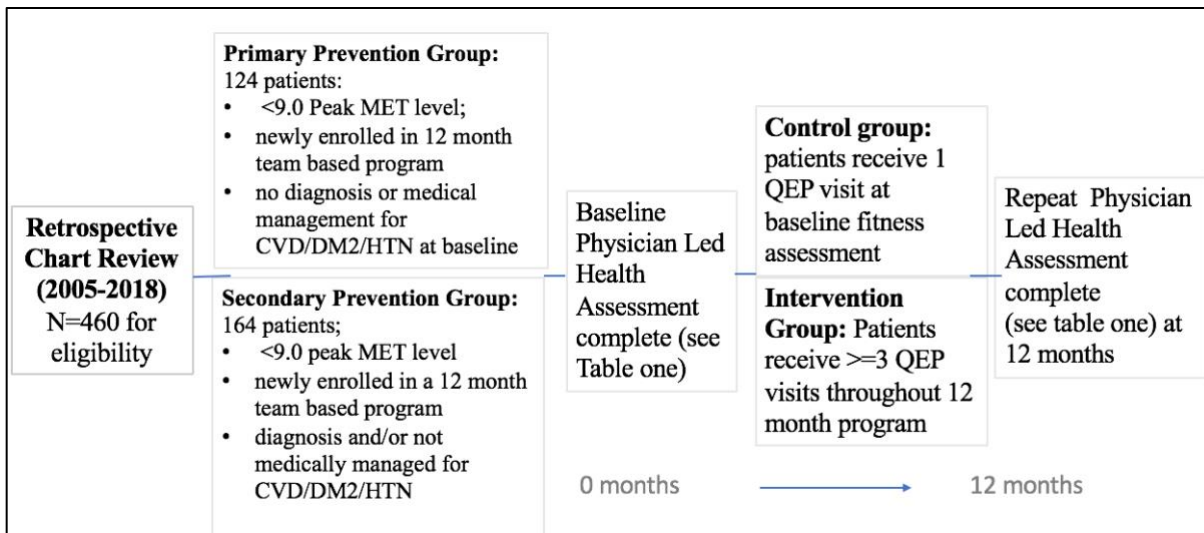 Retrospective
Chart Review
(2005-2018)
N=460 for
eligibility
Primary Prevention Group:
124 patients:
• <9.0 Peak MET level;
• newly enrolled in 12 month
team based program
• no diagnosis or medical
management for
CVD/DM2/HTN at baseline
Secondary Prevention Group:
164 patients;
• <9.0 peak MET level
• newly enrolled in a 12 month
team based program
• diagnosis and/or not
medically managed for
CVD/DM2/HTN
Baseline
Physician Led
Health
Assessment
complete (see
Table one)
Control group:
patients receive 1
QEP visit at
baseline fitness
assessment
Intervention
Group: Patients
receive >=3 QEP
visits throughout 12
month program
Repeat Physician
Led Health
Assessment
complete
(see table one) at
12 months
0 months
12 months